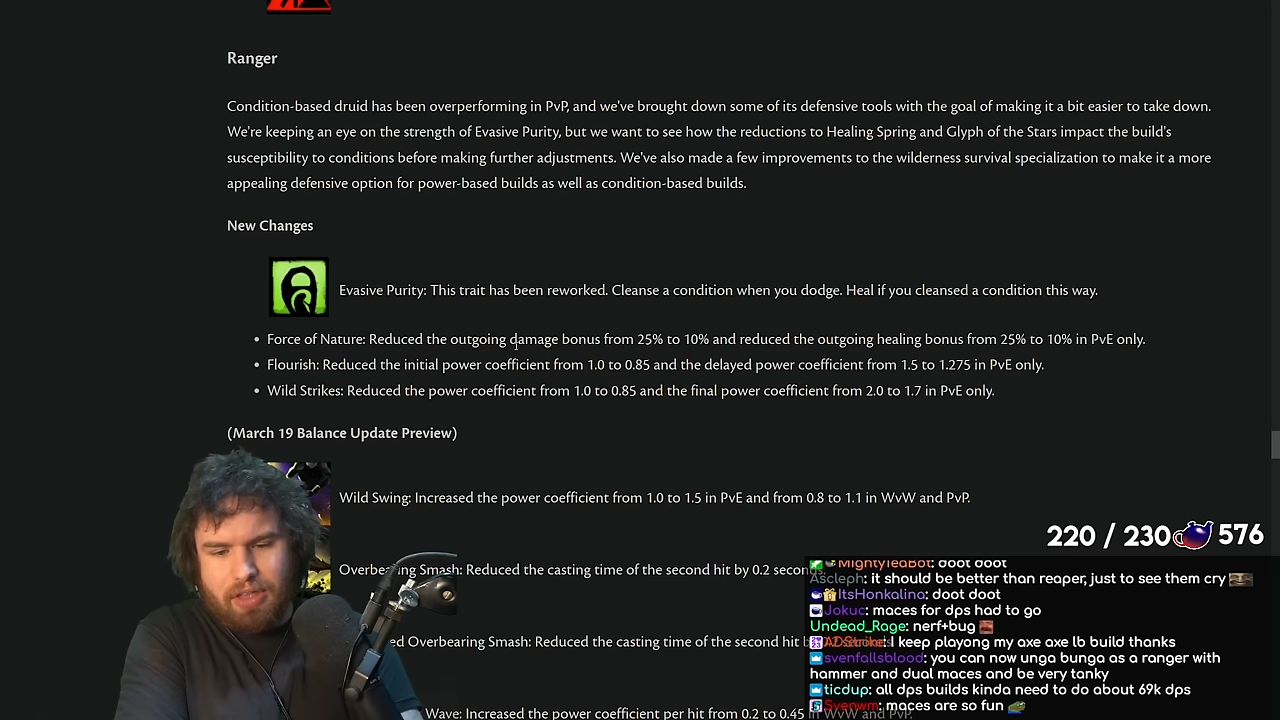 Ranger
Condition-based druid has been overperforming in PvP, and we've brought down some of its defensive tools with the goal of making it a bit easier to take down.
We're keeping an eye on the strength of Evasive Purity, but we want to see how the reductions to Healing Spring and Glyph of the Stars impact the build's
susceptibility to conditions before making further adjustments. We've also made a few improvements to the wilderness survival specialization to make it a more
appealing defensive option for power-based builds as well as condition-based builds.
New Changes
Evasive Purity: This trait has been reworked. Cleanse a condition when you dodge. Heal if you cleansed a condition this way.
• Force of Nature: Reduced the outgoing damage bonus from 25% to 10% and reduced the outgoing healing bonus from 25% to 10% in PvE only.
• Flourish: Reduced the initial power coefficient from 1.0 to 0.85 and the delayed power coefficient from 1.5 to 1.275 in PvE only.
• Wild Strikes: Reduced the power coefficient from 1.0 to 0.85 and the final power coefficient from 2.0 to 1.7 in PvE only.
(March 19 Balance Update Preview)
Wild Swing: Increased the power coefficient from 1.0 to 1.5 in PvE and from 0.8 to 1.1 in WvW and PvP.
Overbearing Smash: Reduced the casting time of the second hit by 0.2 seconds
ed Overbearing Smash: Reduced the casting time of the second hit b
Wave: Increased the power coefficient per hit from 0.2 to 0.45 in WvW and PvP.
220 / 230 576
MightyTeaBot: doot doot
Ascleph: it should be better than reaper, just to see them cry
ItsHonkalina: doot doot
Jokuc: maces for dps had to go
Undead_Rage: nerf+bug
I keep playong my axe axe lb build thanks
svenfallsblood: you can now unga bunga as a ranger with
hammer and dual maces and be very tanky
ticdup: all dps builds kinda need to do about 69k dps
Svenwm: maces are so fun